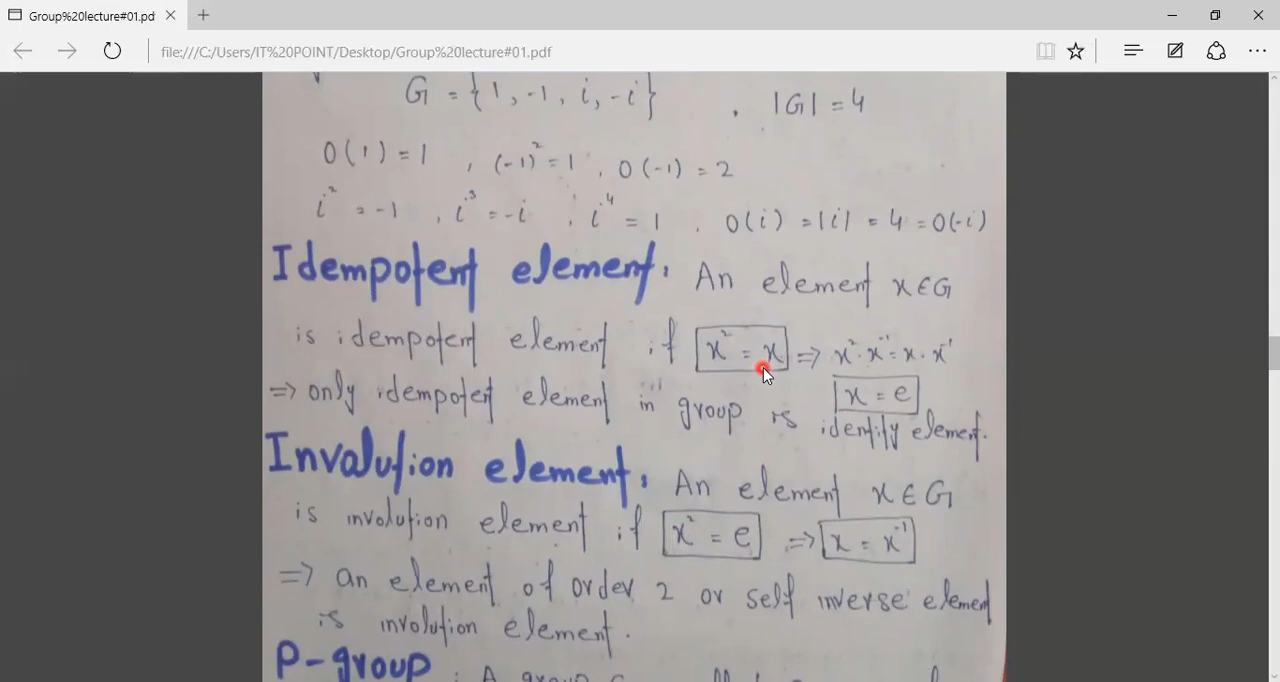 Group%20lecture#01.pd
file:///C:/Users/IT%20POINT/Desktop/Group%20lecture#01.pdf
G = {1, -1, i, -i} , |G| = 4
O(1) = 1 , (-1)² = 1 , O(-1) = 2
i² = -1 , i³ = -i , i⁴ = 1 . O(i) = |i| = 4 = O(-i)
Idempotent element. An element x∈G
is idempotent element if x² = x => x².x⁻¹ = x.x⁻¹
x = e
=> only idempotent element in group is identity element.
Invalution element. An element x∈G
is involution element if x² = e => x = x⁻¹
=> an element of order 2 or self inverse element
is involution element.
P-group : A group G